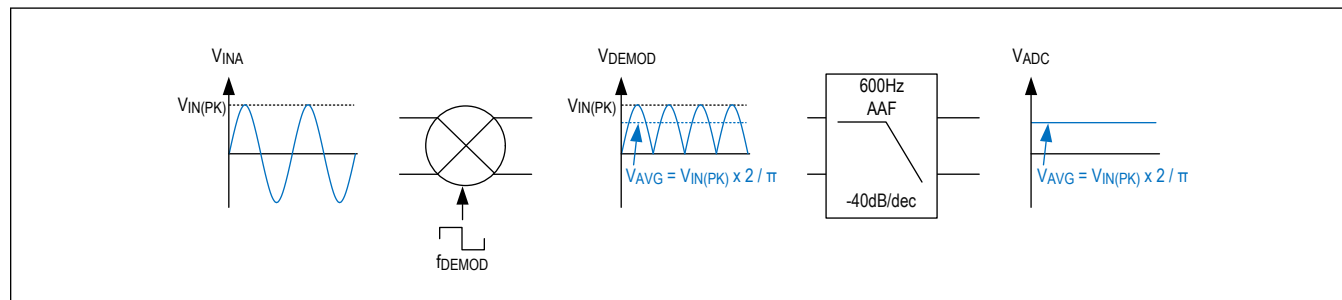 VINA
VIN(PK)
fDEMOD
VDEMOD
VIN(PK)
VAVG = VIN(PK) x 2 / π
600Hz
AAF
-40dB/dec
VADC
VAVG = VIN(PK) x 2 / π